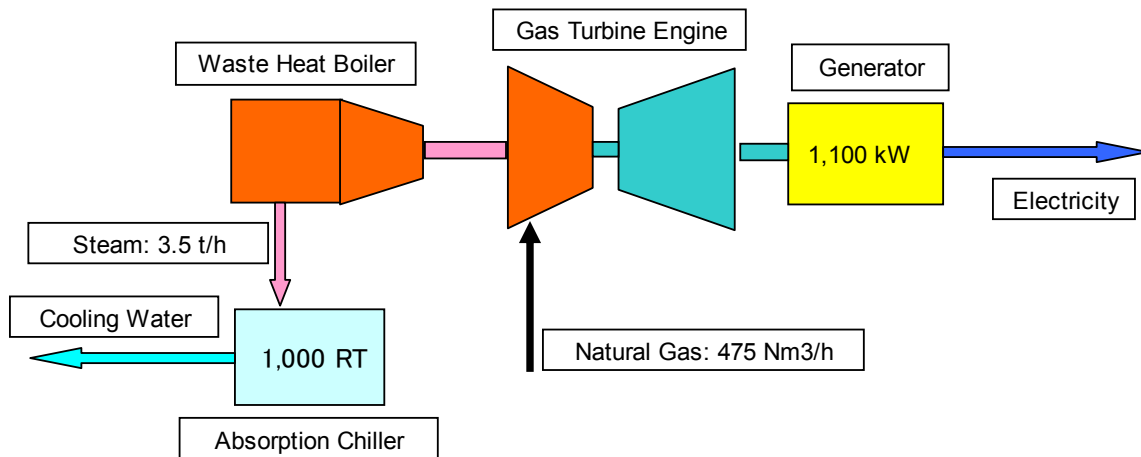 Gas Turbine Engine
Waste Heat Boiler
Generator
1,100 kW
Electricity
Steam: 3.5 t/h
Cooling Water
1,000 RT
Natural Gas: 475 Nm3/h
Absorption Chiller